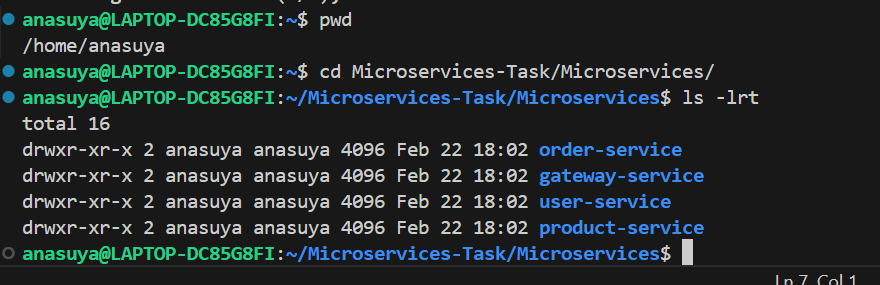 anasuya@LAPTOP-DC85G8FI:~$ pwd
/home/anasuya
anasuya@LAPTOP-DC85G8FI:~$ cd Microservices-Task/Microservices/
anasuya@LAPTOP-DC85G8FI:~/Microservices-Task/Microservices$ ls -lrt
total 16
drwxr-xr-x 2 anasuya anasuya 4096 Feb 22 18:02 order-service
drwxr-xr-x 2 anasuya anasuya 4096 Feb 22 18:02 gateway-service
drwxr-xr-x 2 anasuya anasuya 4096 Feb 22 18:02 user-service
drwxr-xr-x 2 anasuya anasuya 4096 Feb 22 18:02 product-service
anasuya@LAPTOP-DC85G8FI:~/Microservices-Task/Microservices$
Ln 7, Col 1